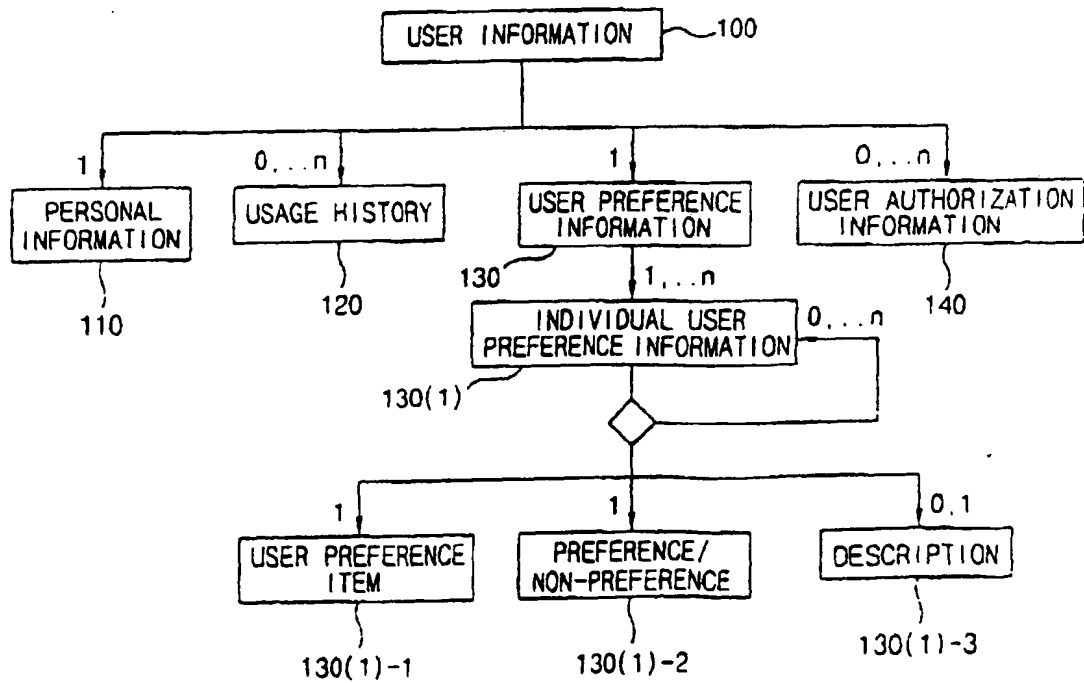 USER INFORMATION
100
1
0,...n
1
0,...n
PERSONAL
INFORMATION
USAGE HISTORY
USER PREFERENCE
INFORMATION
USER AUTHORIZATION
INFORMATION
110
120
130
1,..n
140
INDIVIDUAL USER
PREFERENCE INFORMATION
0,...n
130(1)
1
1
0,1
USER PREFERENCE
ITEM
PREFERENCE/
NON-PREFERENCE
DESCRIPTION
130(1)-1
130(1)-2
130(1)-3